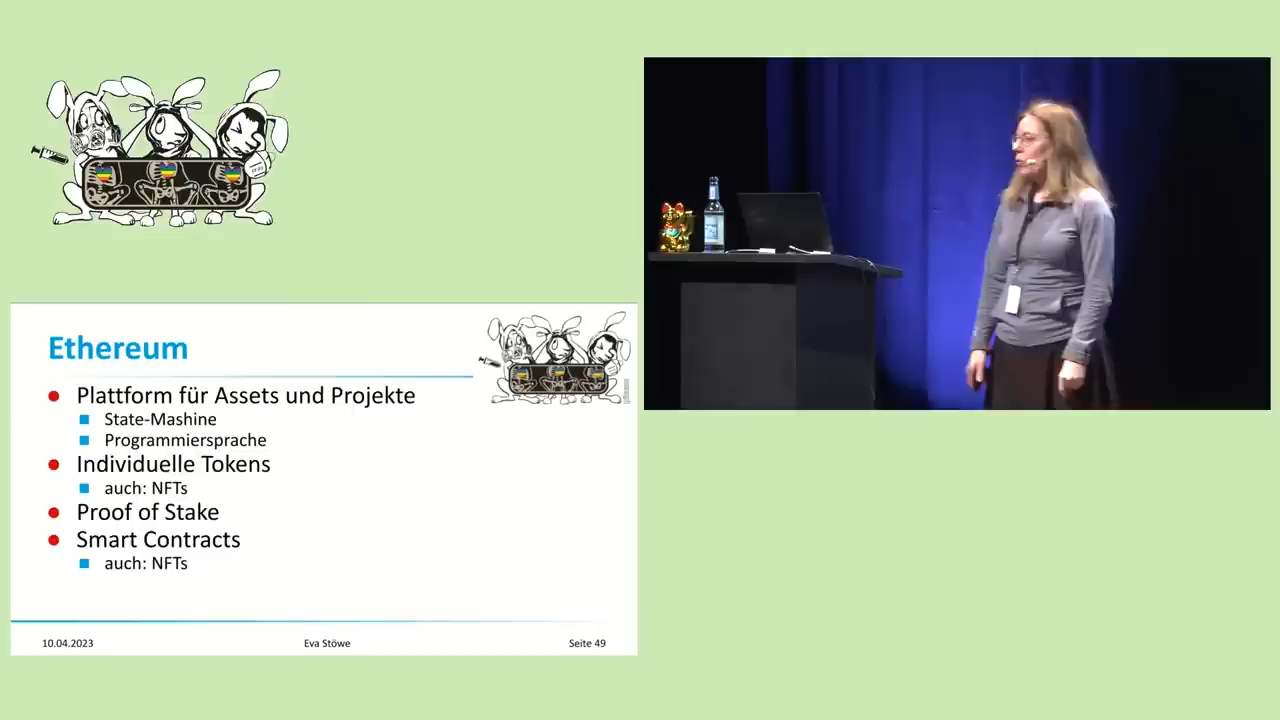 Ethereum
Plattform für Assets und Projekte
State-Mashine
Programmiersprache
Individuelle Tokens
auch: NFTs
Proof of Stake
Smart Contracts
auch: NFTs
10.04.2023
Eva Stöwe
Seite 49